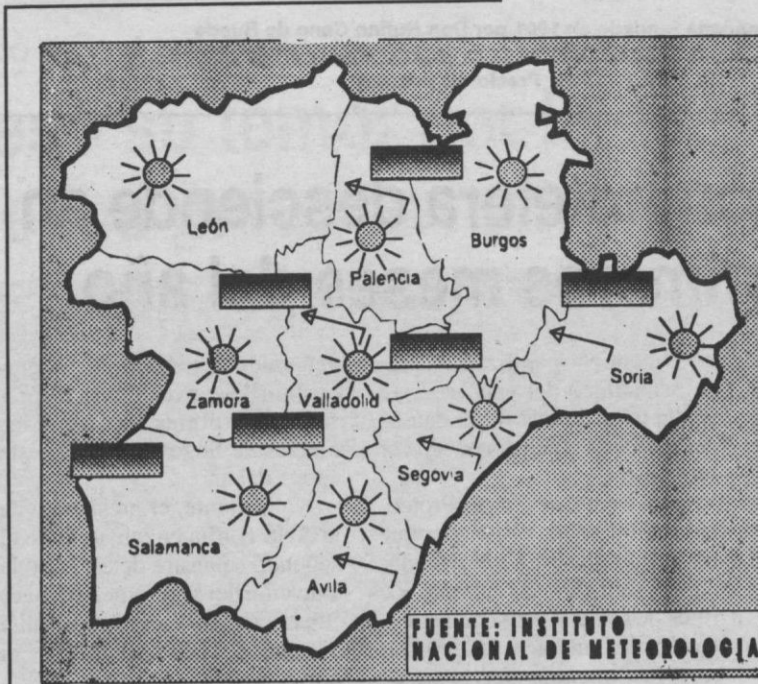 León
Burgos
Palencia
Soria
Zamora
Valladolid
Segovia
Salamanca
Avila
FUENTE: INSTITUTO
NACIONAL DE METEOROLOGIA